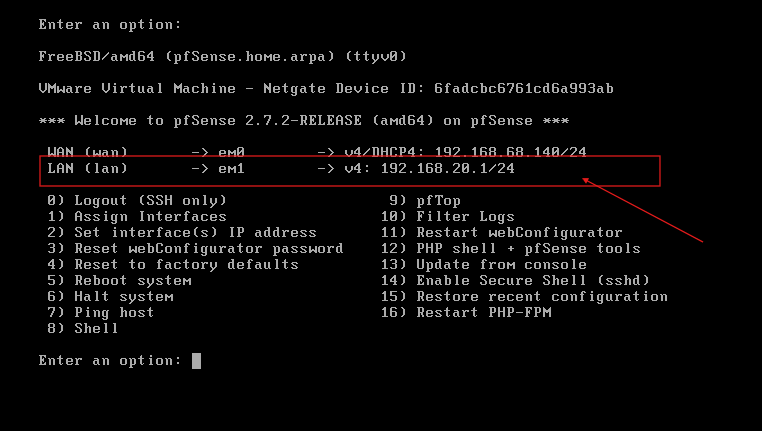 Enter an option:
FreeBSD/amd64 (pfSense.home.arpa) (ttyv0)
VMware Virtual Machine - Netgate Device ID: 6fadcbc6761cd6a993ab
*** Welcome to pfSense 2.7.2-RELEASE (amd64) on pfSense ***
WAN (wan) -> em0 -> v4/DHCP4: 192.168.68.140/24
LAN (lan) -> em1 -> v4: 192.168.20.1/24
0) Logout (SSH only) 9) pfTop
1) Assign Interfaces 10) Filter Logs
2) Set interface(s) IP address 11) Restart webConfigurator
3) Reset webConfigurator password 12) PHP shell + pfSense tools
4) Reset to factory defaults 13) Update from console
5) Reboot system 14) Enable Secure Shell (sshd)
6) Halt system 15) Restore recent configuration
7) Ping host 16) Restart PHP-FPM
8) Shell
Enter an option: